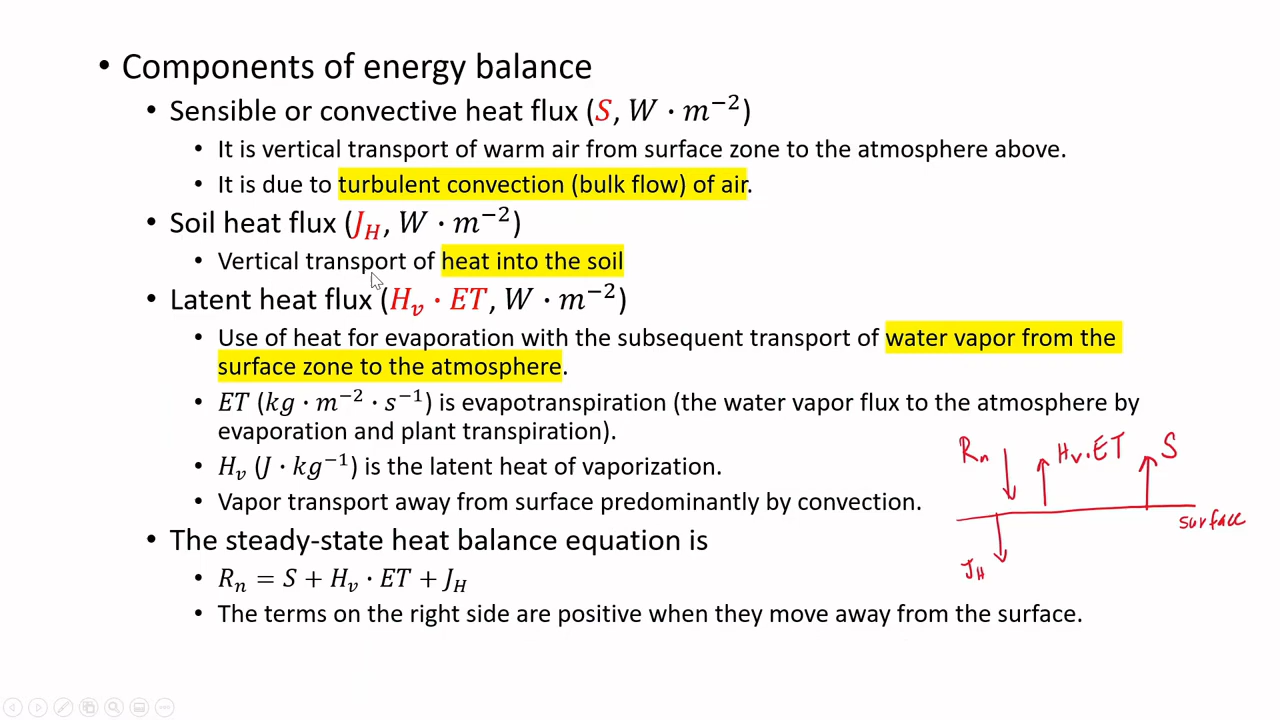 • Components of energy balance
• Sensible or convective heat flux (S, W · m⁻²)
• It is vertical transport of warm air from surface zone to the atmosphere above.
• It is due to turbulent convection (bulk flow) of air.
• Soil heat flux (J_H, W · m⁻²)
• Vertical transport of heat into the soil
• Latent heat flux (H_v · ET, W · m⁻²)
• Use of heat for evaporation with the subsequent transport of water vapor from the
surface zone to the atmosphere.
• ET (kg · m⁻² · s⁻¹) is evapotranspiration (the water vapor flux to the atmosphere by
evaporation and plant transpiration).
• H_v (J · kg⁻¹) is the latent heat of vaporization.
• Vapor transport away from surface predominantly by convection.
• The steady-state heat balance equation is
• R_n = S + H_v · ET + J_H
• The terms on the right side are positive when they move away from the surface.
R_n H_v.ET S
surface
J_H